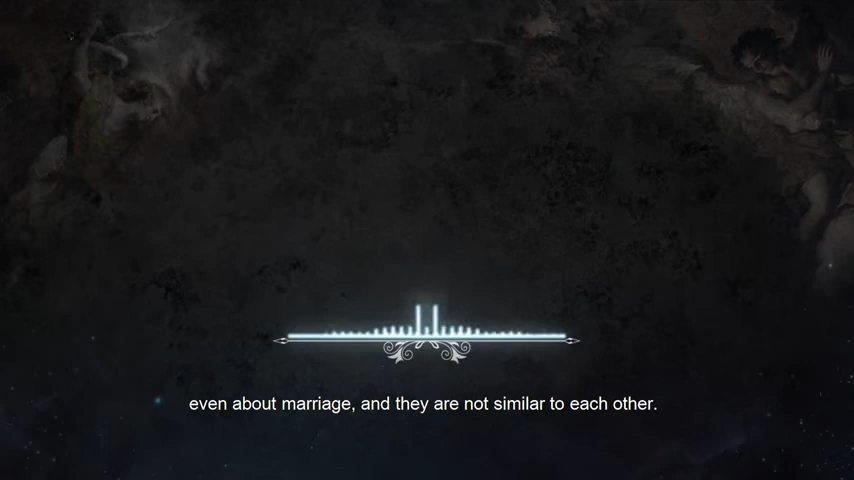 even about marriage, and they are not similar to each other.